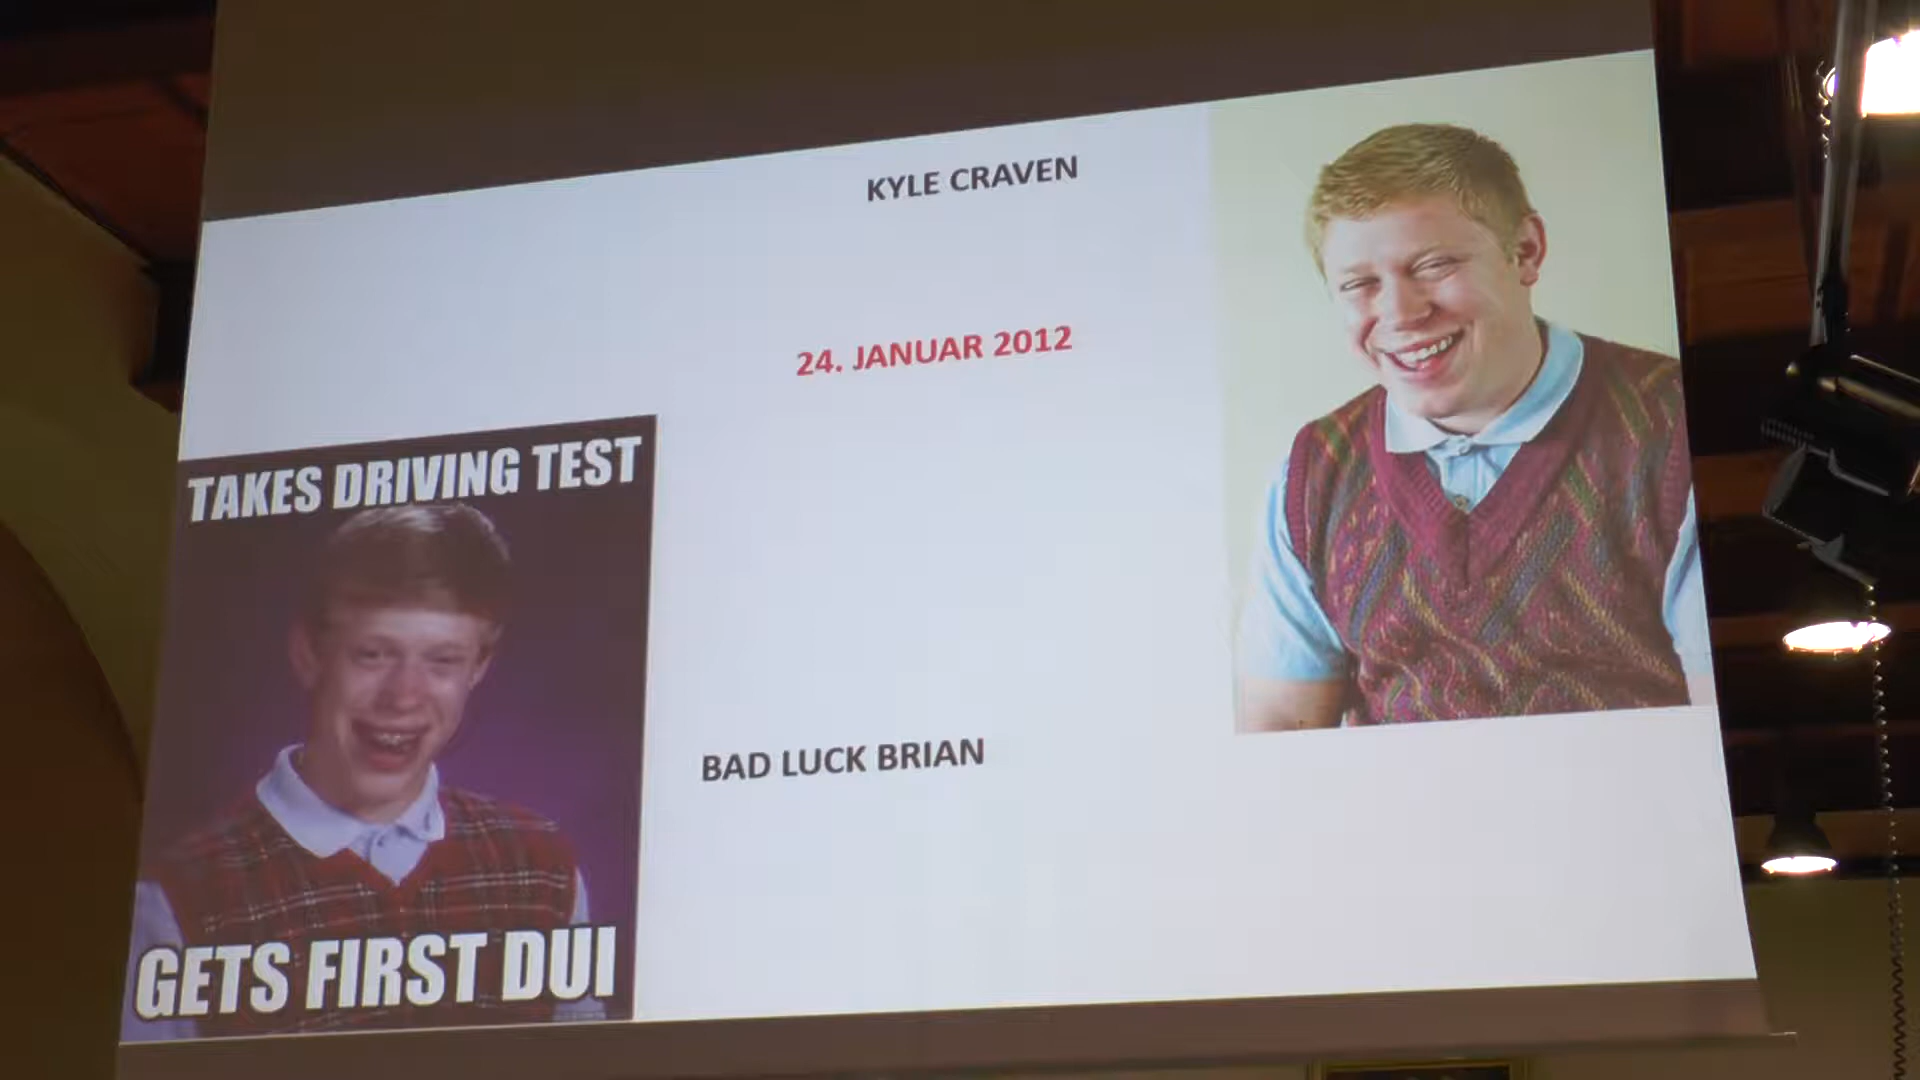 KYLE CRAVEN
24. JANUAR 2012
TAKES DRIVING TEST
BAD LUCK BRIAN
GETS FIRST DUI